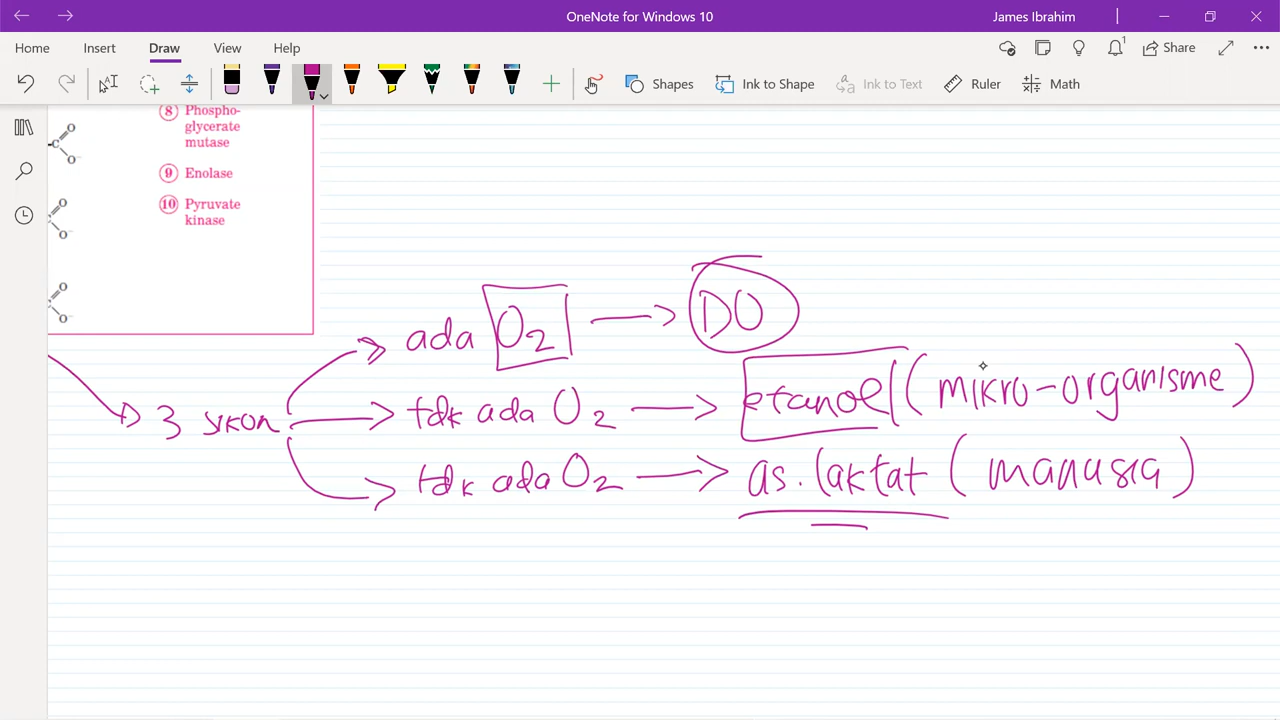 OneNote for Windows 10
James Ibrahim
Home Insert Draw View Help
1
Share
Shapes Ink to Shape Ink to Text Ruler Math
8 Phospho-
glycerate
mutase
9 Enolase
10 Pyruvate
kinase
C O
O⁻
O
O⁻
O
O⁻
ada O2 → DO
3
tdk ada O2 → etanol (mikro-organisme)
tdk ada O2 → as. laktat (manusia)